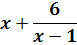 x + 6/(x − 1)